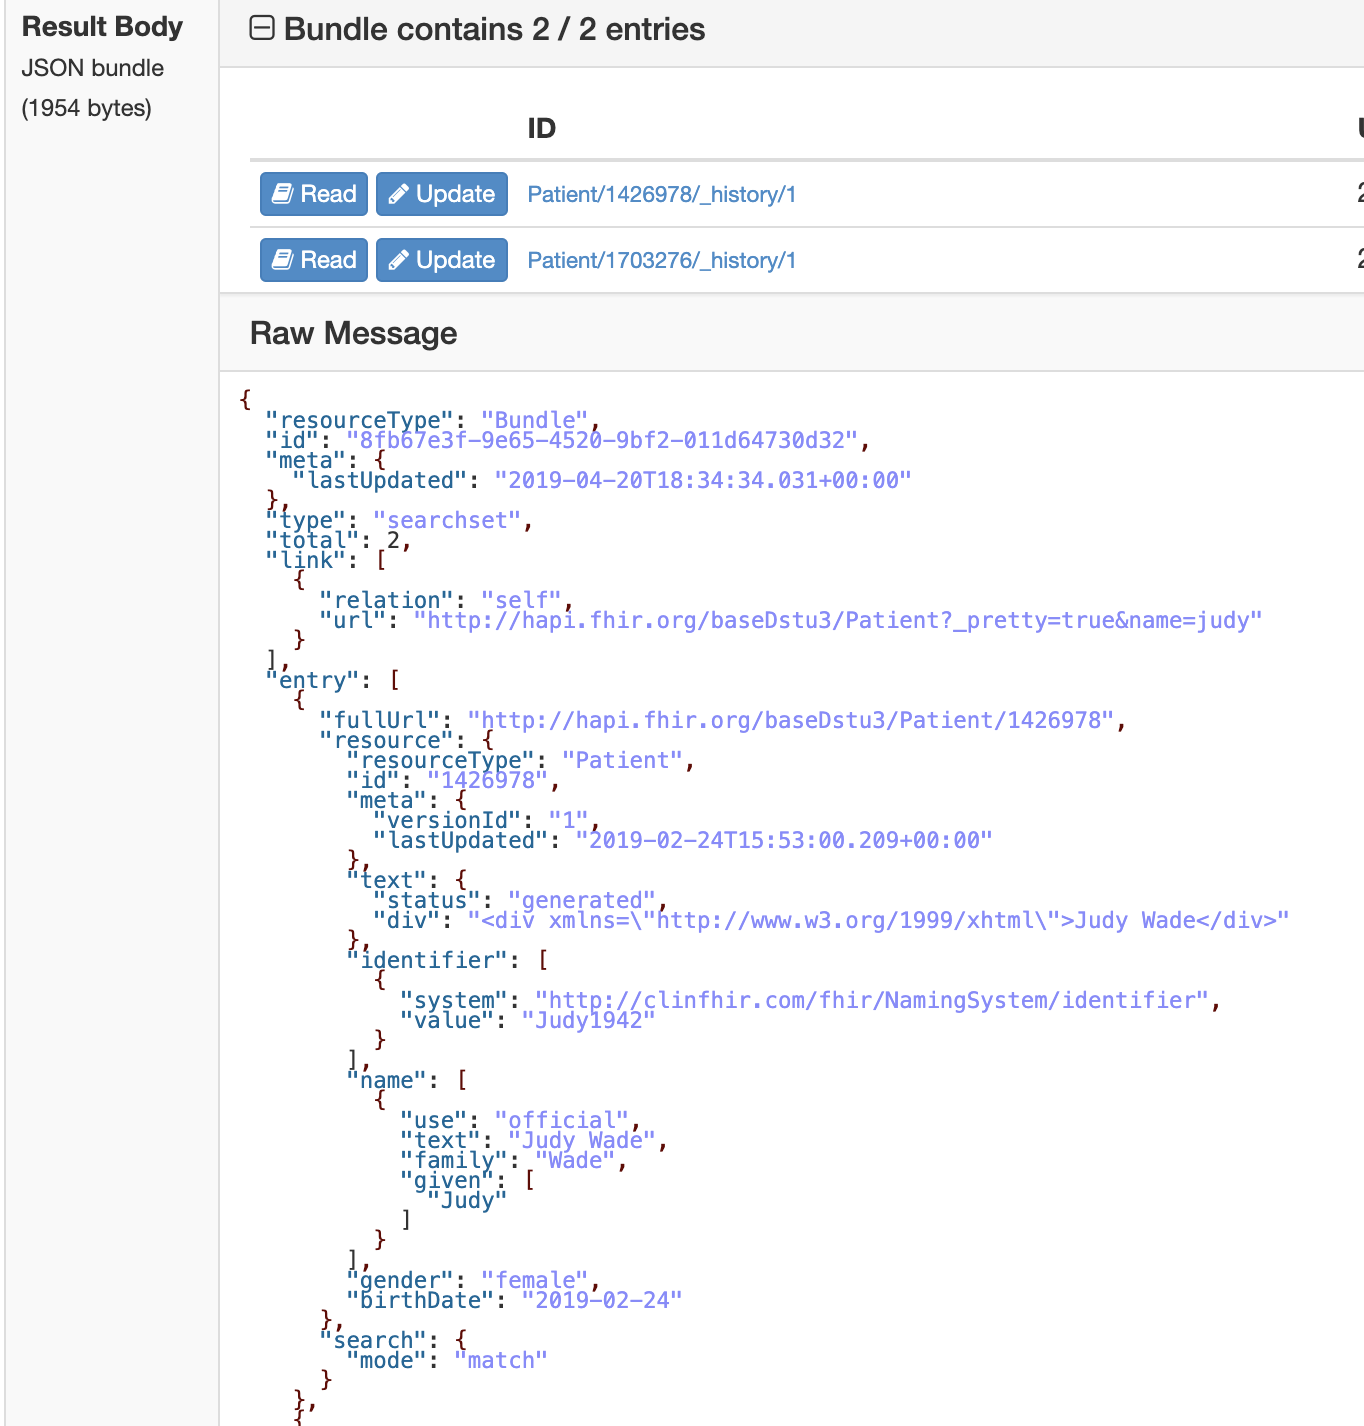 Result Body
JSON bundle
(1954 bytes)
Bundle contains 2 / 2 entries
ID
Read Update Patient/1426978/_history/1
Read Update Patient/1703276/_history/1
Raw Message
{
"resourceType": "Bundle",
"id": "8fb67e3f-9e65-4520-9bf2-011d64730d32",
"meta": {
"lastUpdated": "2019-04-20T18:34:34.031+00:00"
},
"type": "searchset",
"total": 2,
"link": [
{
"relation": "self",
"url": "http://hapi.fhir.org/baseDstu3/Patient?_pretty=true&name=judy"
}
],
"entry": [
{
"fullUrl": "http://hapi.fhir.org/baseDstu3/Patient/1426978",
"resource": {
"resourceType": "Patient",
"id": "1426978",
"meta": {
"versionId": "1",
"lastUpdated": "2019-02-24T15:53:00.209+00:00"
},
"text": {
"status": "generated",
"div": "<div xmlns=\"http://www.w3.org/1999/xhtml\">Judy Wade</div>"
},
"identifier": [
{
"system": "http://clinfhir.com/fhir/NamingSystem/identifier",
"value": "Judy1942"
}
],
"name": [
{
"use": "official",
"text": "Judy Wade",
"family": "Wade",
"given": [
"Judy"
]
}
],
"gender": "female",
"birthDate": "2019-02-24"
},
"search": {
"mode": "match"
}
},
{